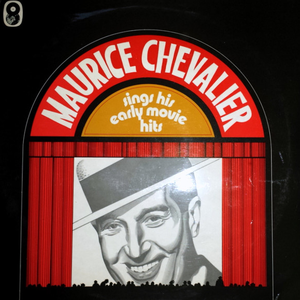 MAURICE CHEVALIER
sings his
early movie
hits